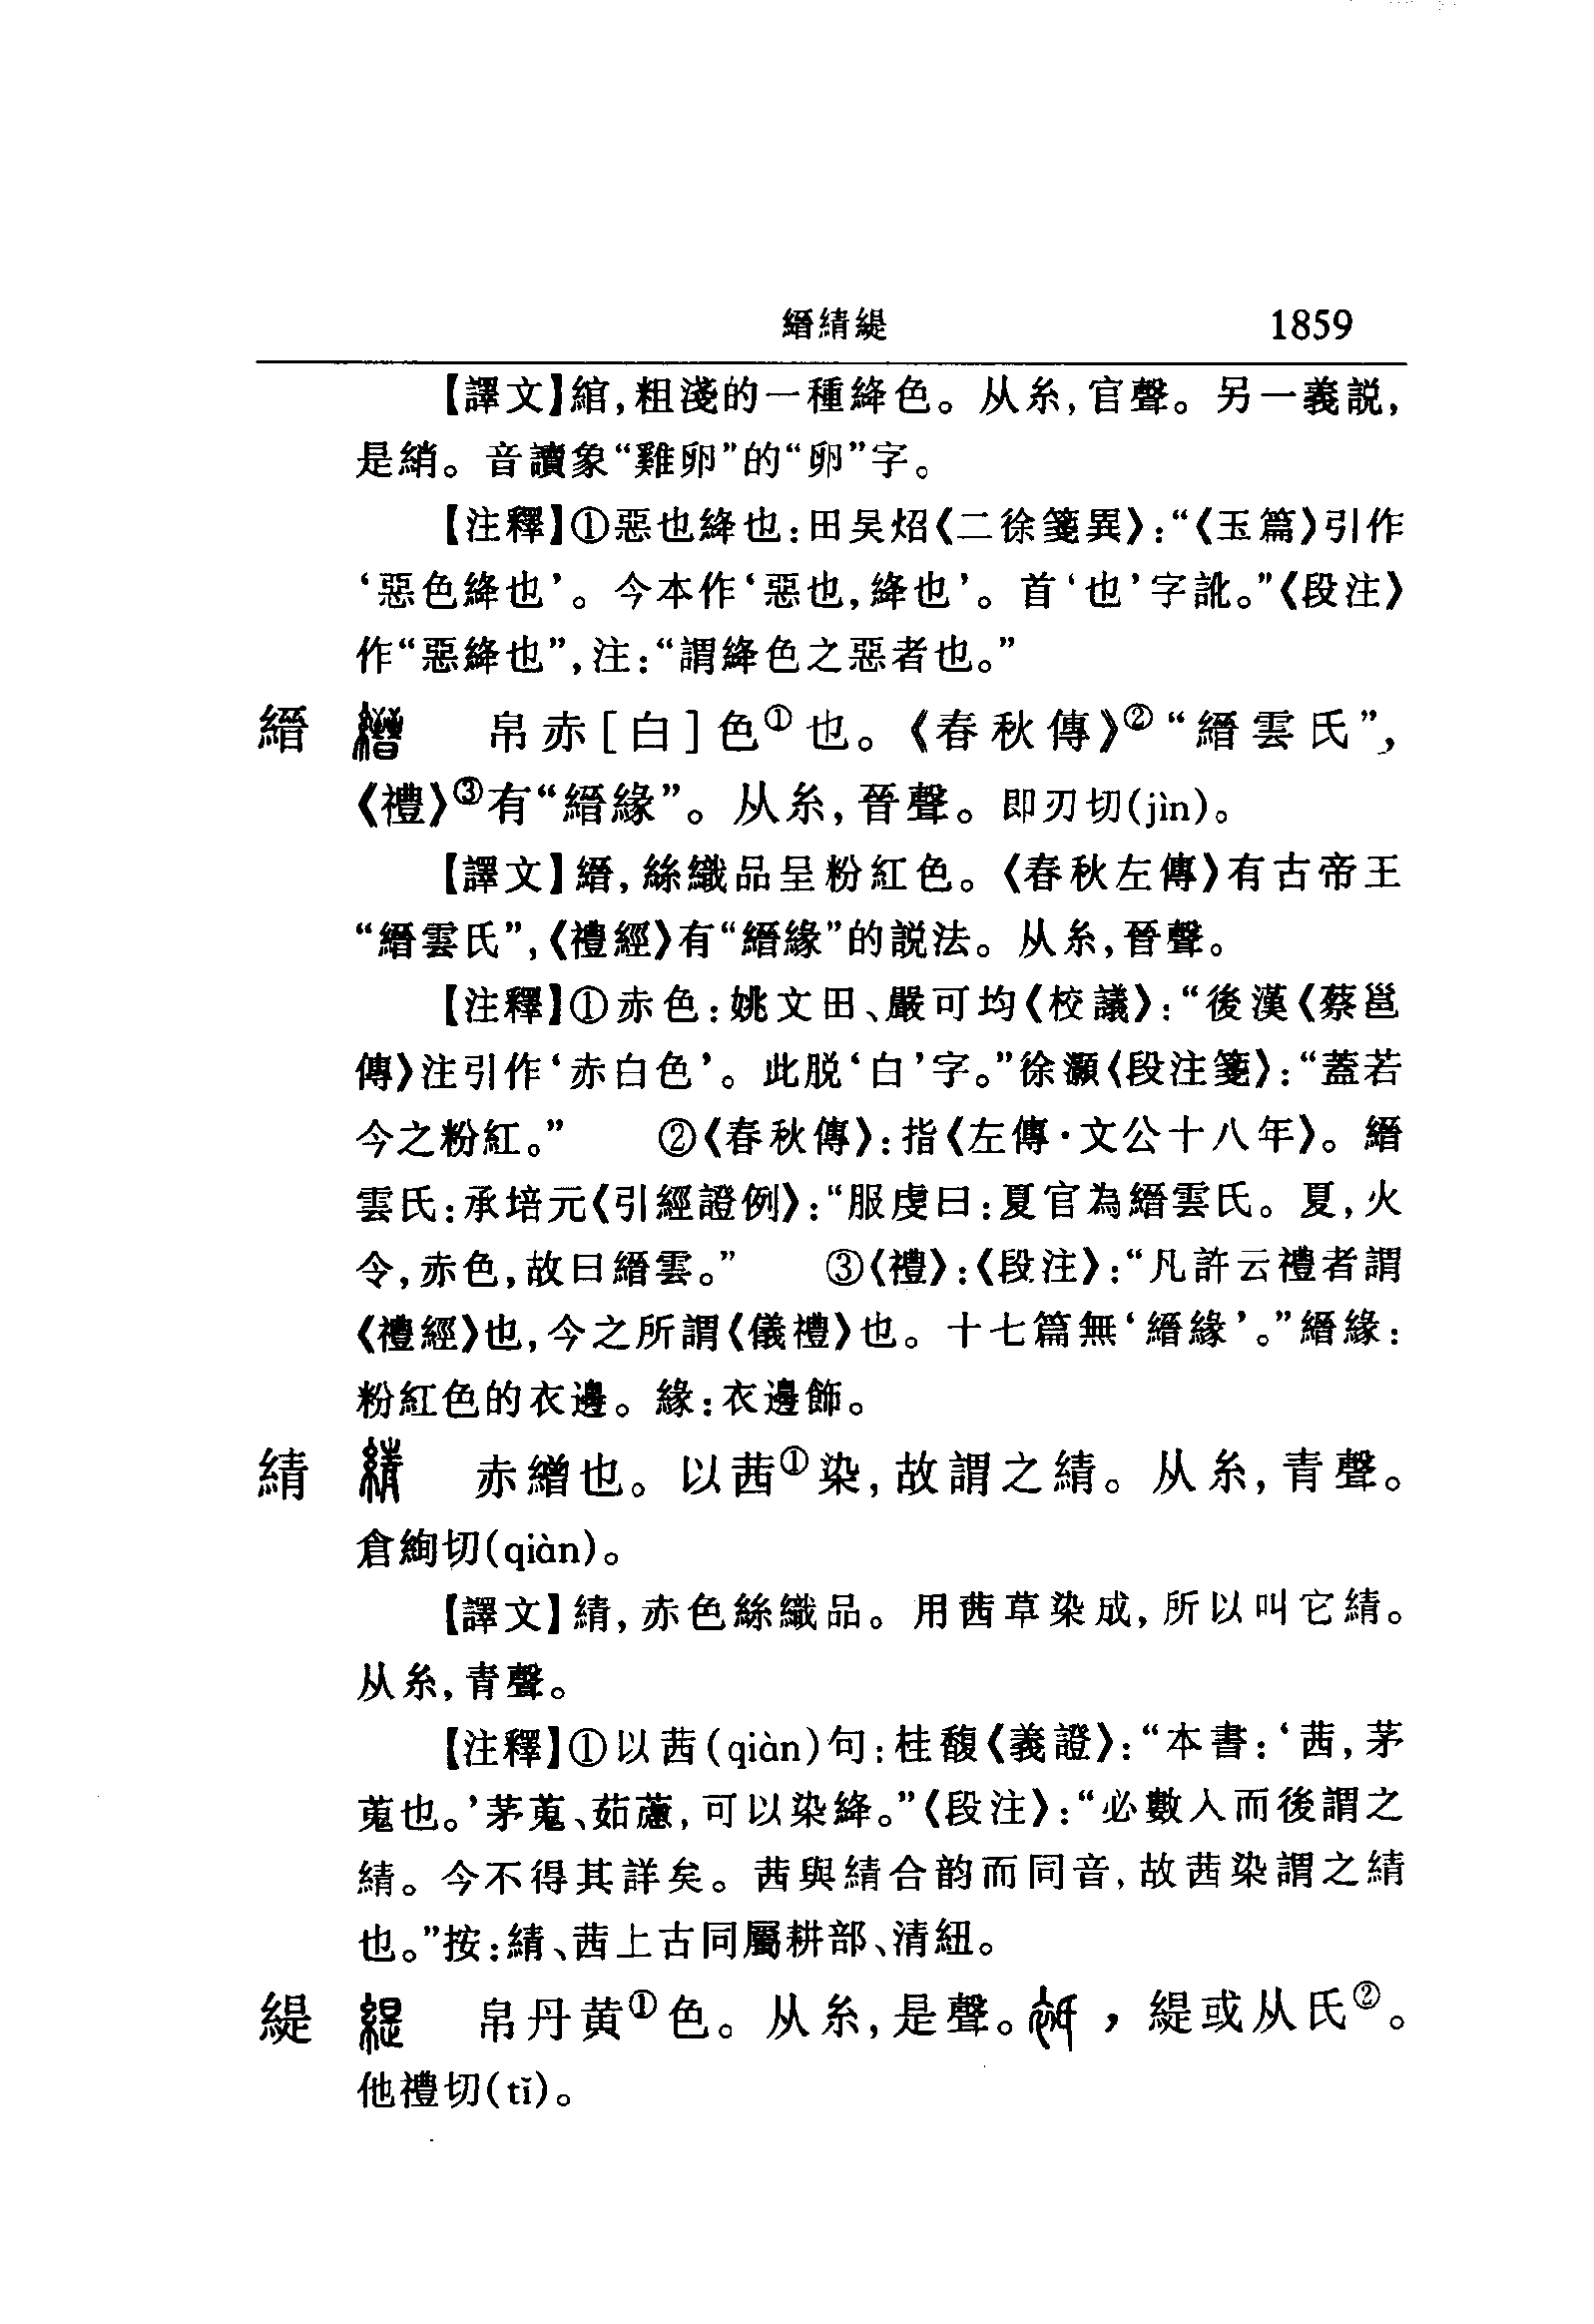 縉綪緹 1859
【譯文】綰,粗淺的一種絳色。从糸,官聲。另一義説,
是綃。音讀象“雞卵”的“卵”字。
【注釋】①惡也絳也:田吴炤《二徐箋異》:“《玉篇》引作
‘惡色絳也’。今本作‘惡也,絳也’。首‘也’字訛。”《段注》
作“惡絳也”,注:“謂絳色之惡者也。”
縉 帛赤[白]色①也。《春秋傳》②“縉雲氏”,
《禮》③有“縉緣”。从糸,晉聲。即刃切(jìn)。
【譯文】縉,絲織品呈粉紅色。《春秋左傳》有古帝王
“縉雲氏”,《禮經》有“縉緣”的説法。从糸,晉聲。
【注釋】①赤色:姚文田、嚴可均《校議》:“後漢《蔡邕
傳》注引作‘赤白色’。此脱‘白’字。”徐灝《段注箋》:“蓋若
今之粉紅。” ②《春秋傳》:指《左傳·文公十八年》。縉
雲氏:承培元《引經證例》:“服虔曰:夏官為縉雲氏。夏,火
令,赤色,故曰縉雲。” ③《禮》:《段注》:“凡許云禮者謂
《禮經》也,今之所謂《儀禮》也。十七篇無‘縉緣’。”縉緣:
粉紅色的衣邊。緣:衣邊飾。
綪 赤繒也。以茜①染,故謂之綪。从糸,青聲。
倉絢切(qiàn)。
【譯文】綪,赤色絲織品。用茜草染成,所以叫它綪。
从糸,青聲。
【注釋】①以茜(qiàn)句:桂馥《義證》:“本書:‘茜,茅
蒐也。’茅蒐、茹藘,可以染絳。”《段注》:“必數入而後謂之
綪。今不得其詳矣。茜與綪合韵而同音,故茜染謂之綪
也。”按:綪、茜上古同屬耕部、清紐。
緹 帛丹黄①色。从糸,是聲。 ,緹或从氏②。
他禮切(tǐ)。